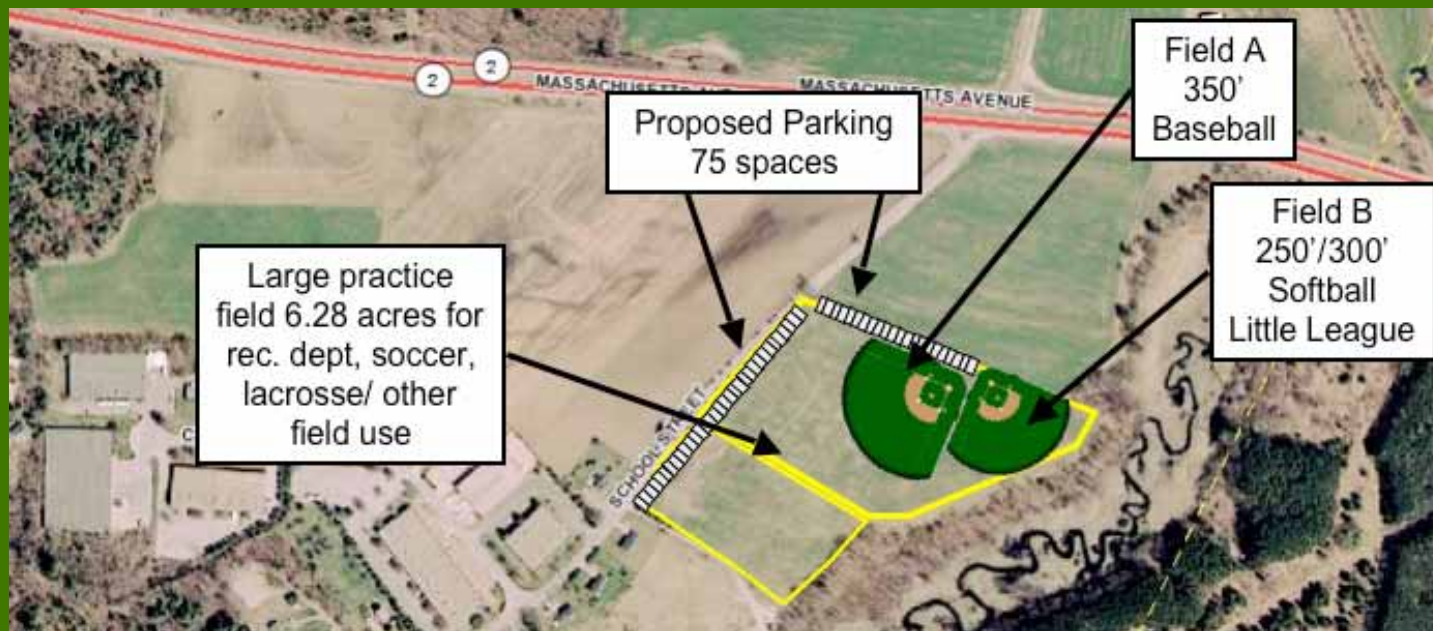 2
2
MASSACHUSETTS
MASSACHUSETTS AVENUE
Field A
350'
Baseball
Proposed Parking
75 spaces
Field B
250'/300'
Softball
Little League
Large practice
field 6.28 acres for
rec. dept, soccer,
lacrosse/ other
field use
SCHOOL STREET